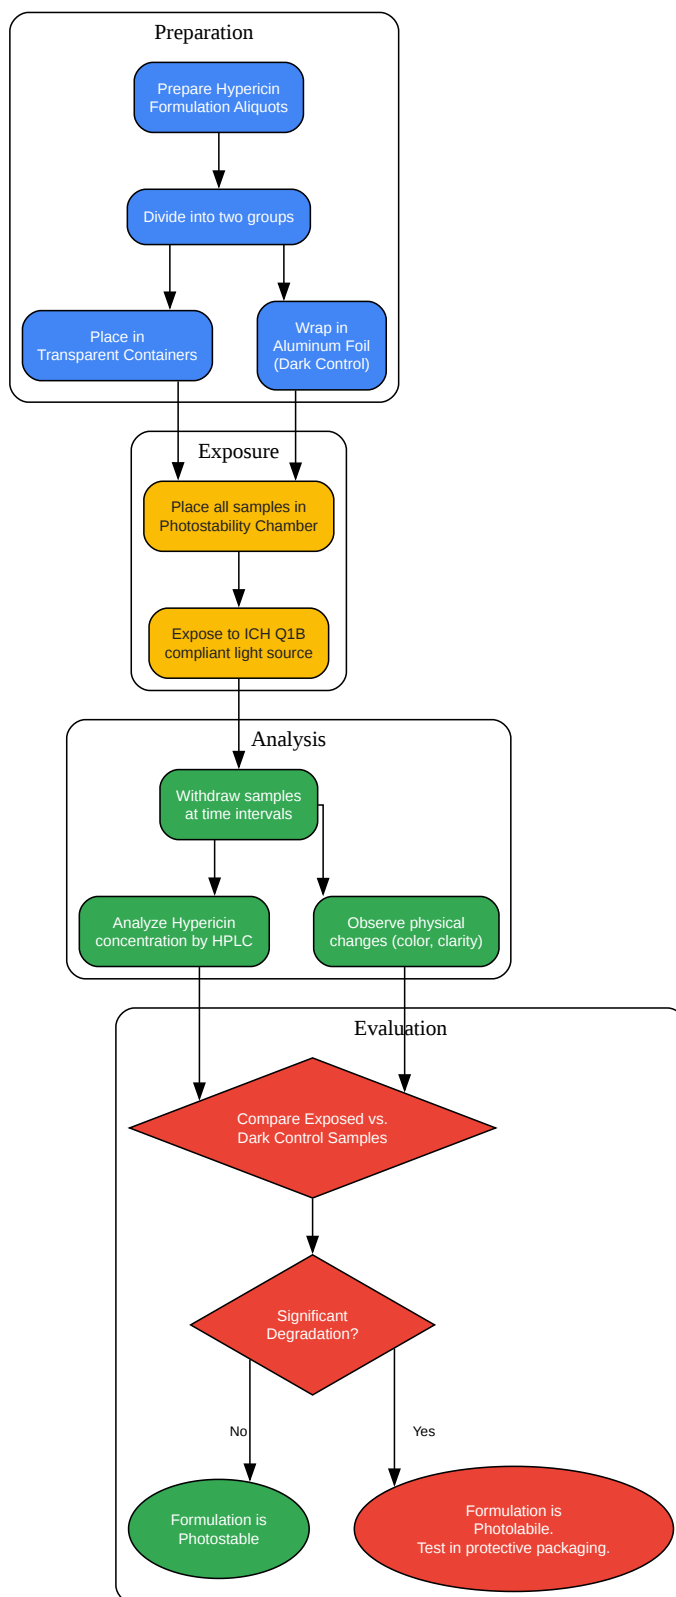 Preparation
Prepare Hypericin
Formulation Aliquots
Divide into two groups
Place in
Transparent Containers
Wrap in
Aluminum Foil
(Dark Control)
Exposure
Place all samples in
Photostability Chamber
Expose to ICH Q1B
compliant light source
Analysis
Withdraw samples
at time intervals
Analyze Hypericin
concentration by HPLC
Observe physical
changes (color, clarity)
Evaluation
Compare Exposed vs.
Dark Control Samples
Significant
Degradation?
No
Yes
Formulation is
Photostable
Formulation is
Photolabile.
Test in protective packaging.